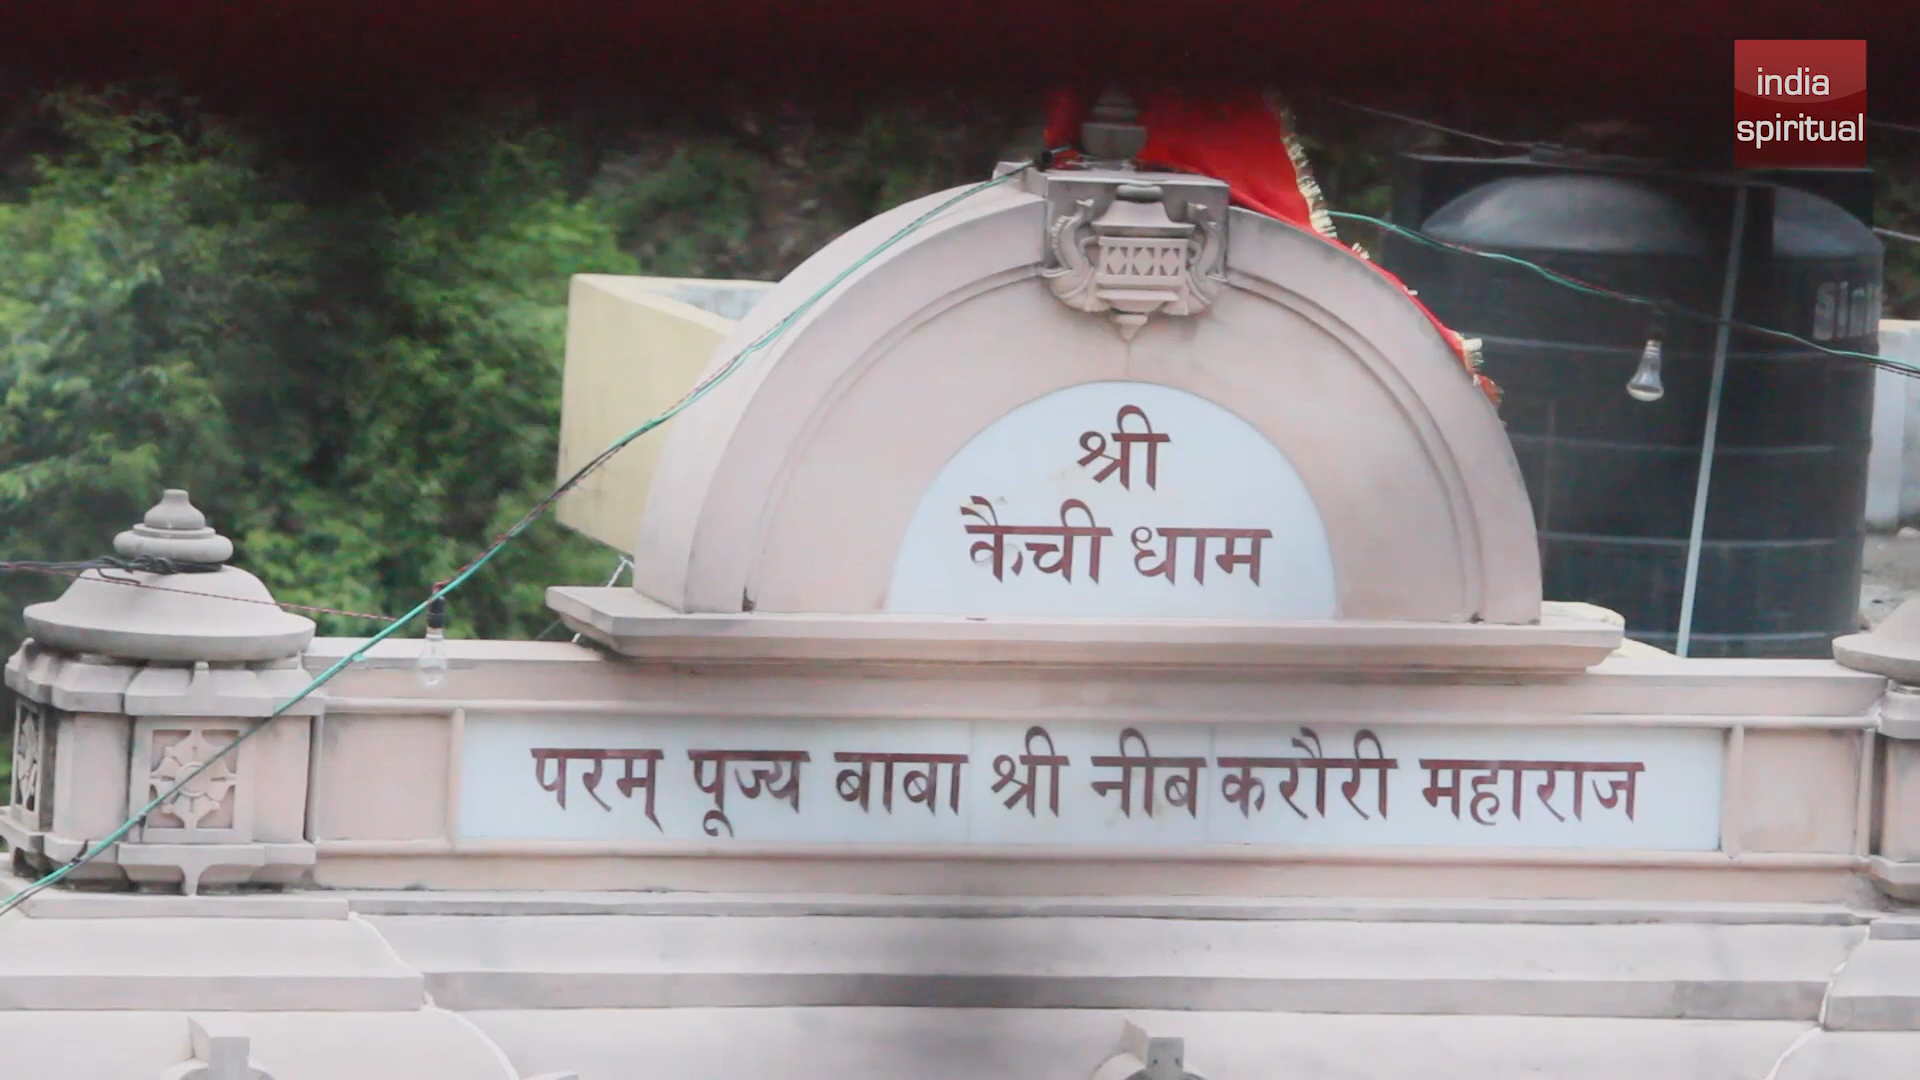 india
spiritual
श्री
कैची धाम
परम् पूज्य बाबा श्री नीब करौरी महाराज